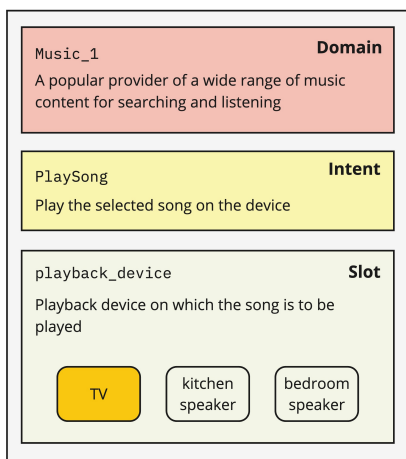 Domain
Music_1
A popular provider of a wide range of music
content for searching and listening
Intent
PlaySong
Play the selected song on the device
playback_device
Slot
Playback device on which the song is to be
played
TV
kitchen
speaker
bedroom
speaker